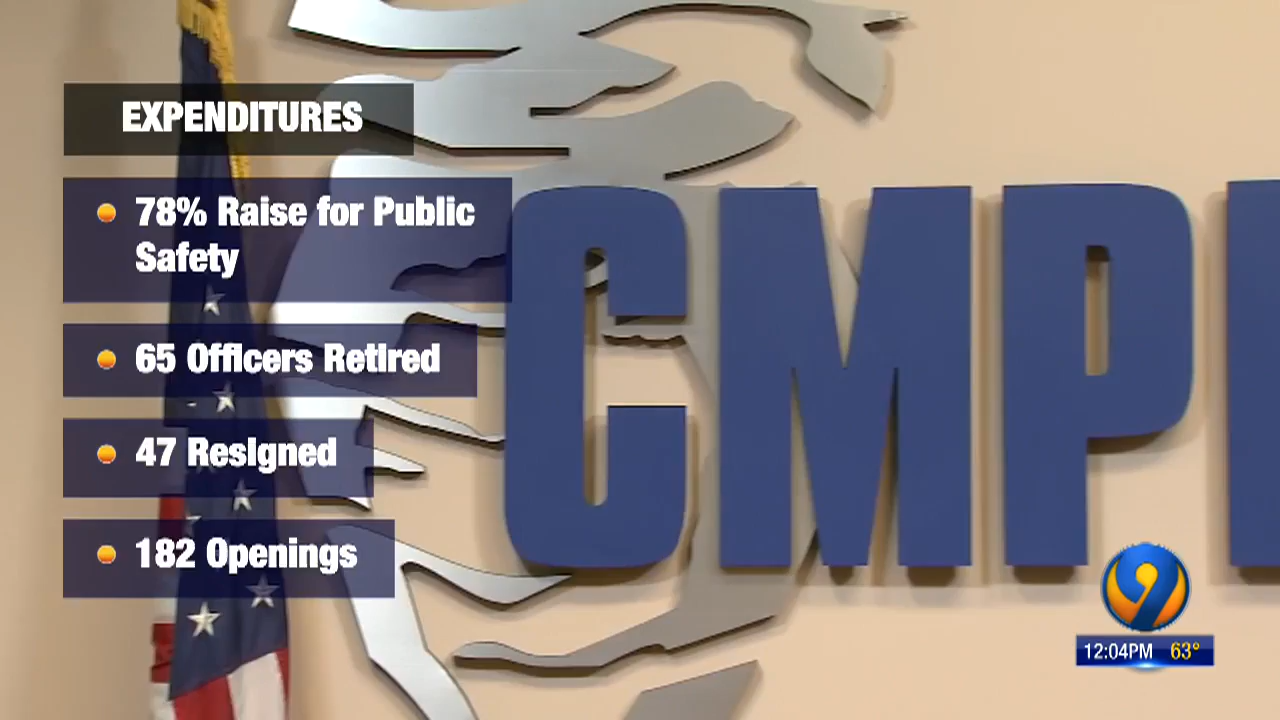 EXPENDITURES
78% Raise for Public
Safety
65 Officers Retired
47 Resigned
182 Openings
CMP
9
12:04PM 63°